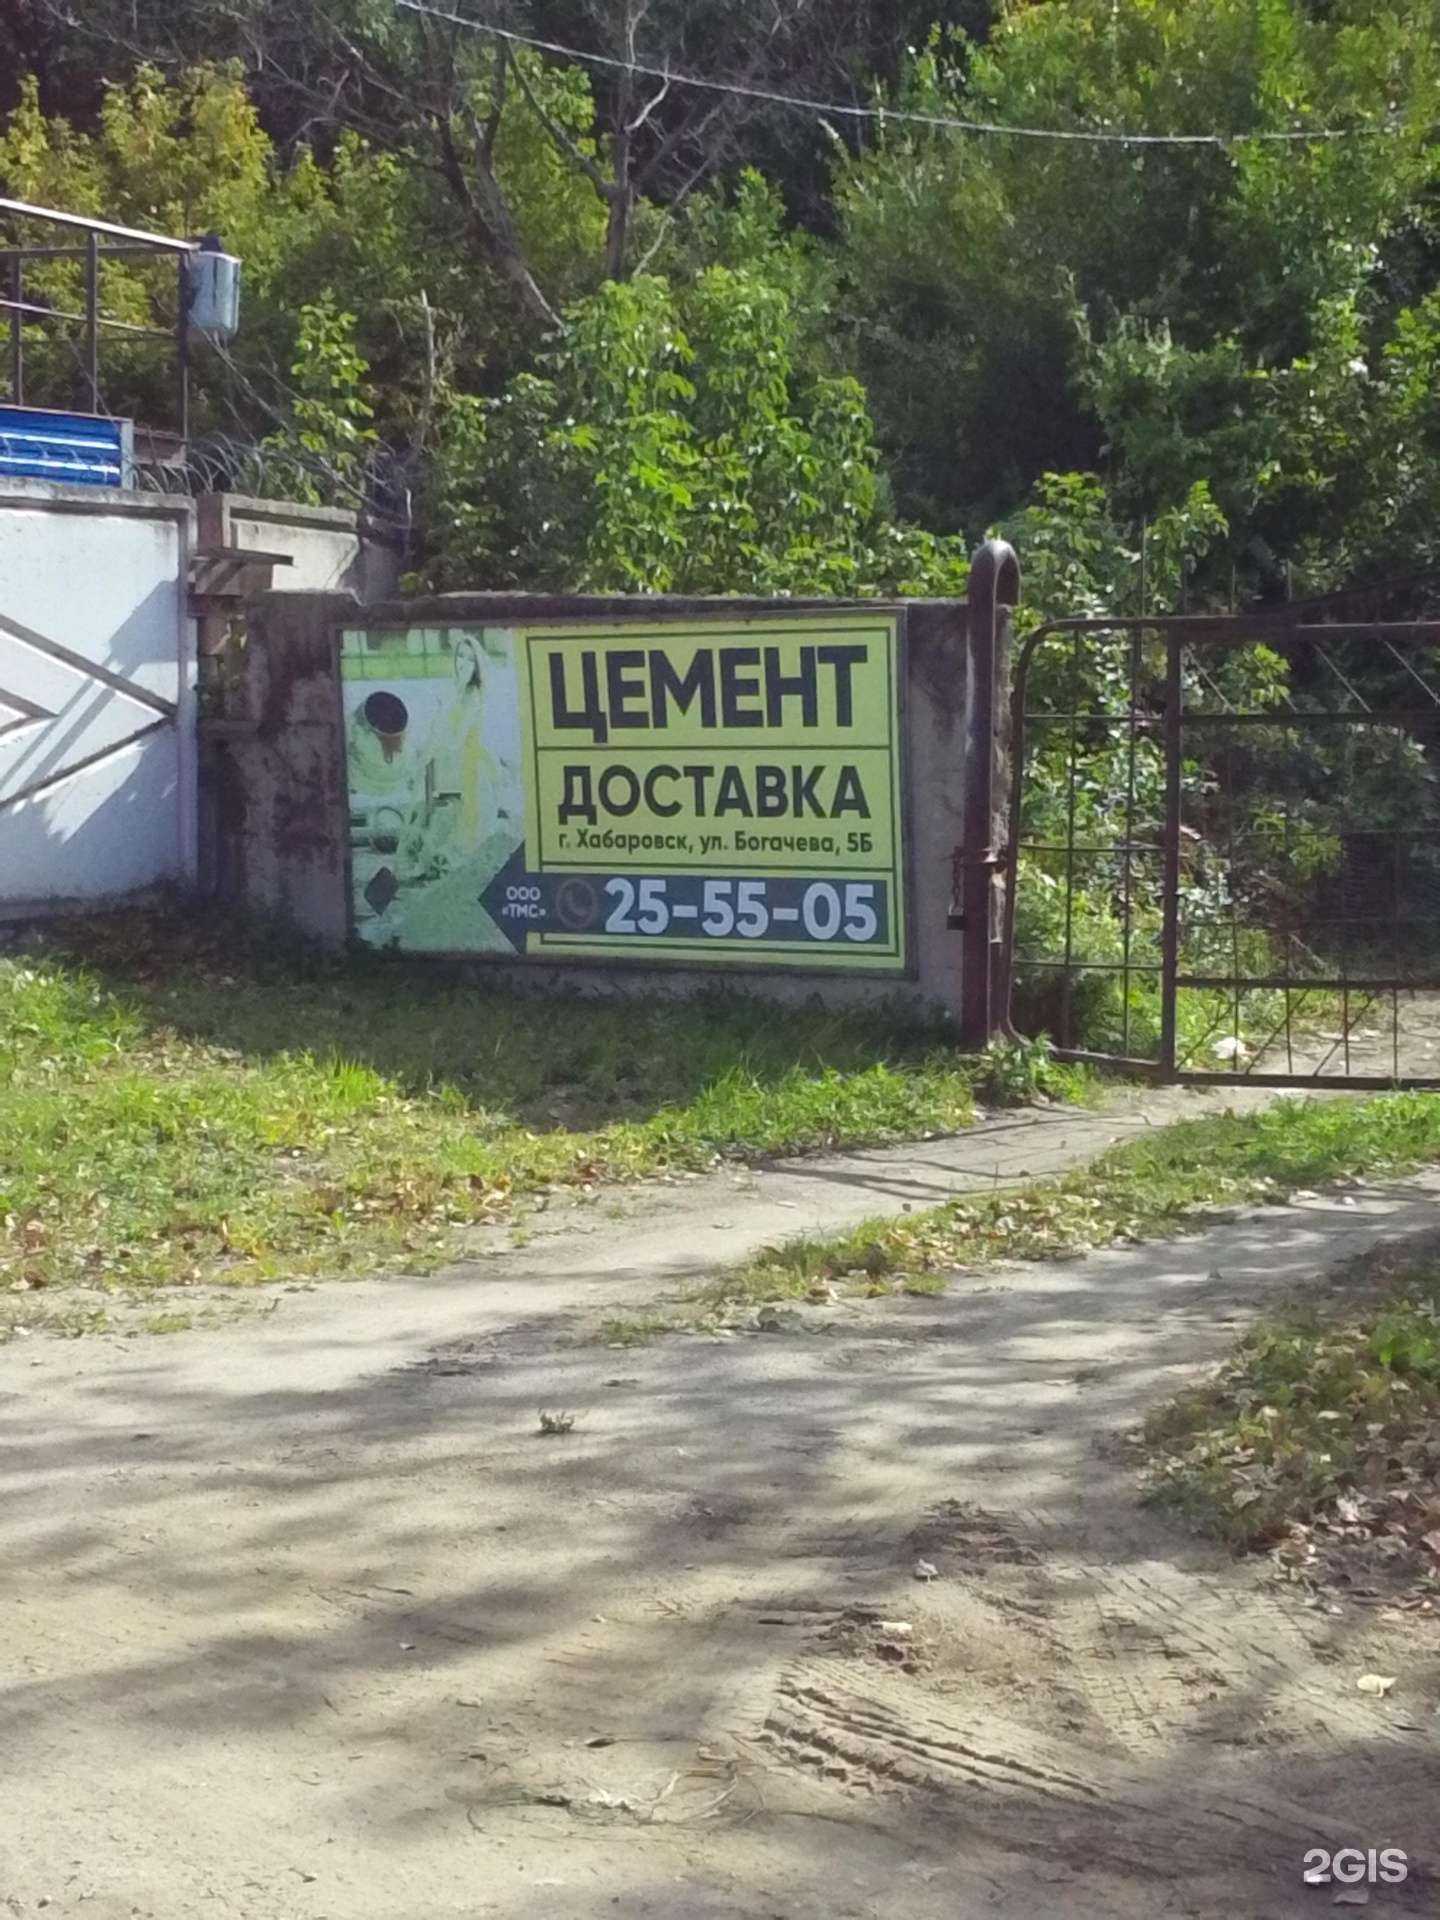 ЦЕМЕНТ
ДОСТАВКА
г. Хабаровск, ул. Богачева, 5Б
ООО
«ТМС»
25-55-05
2GIS